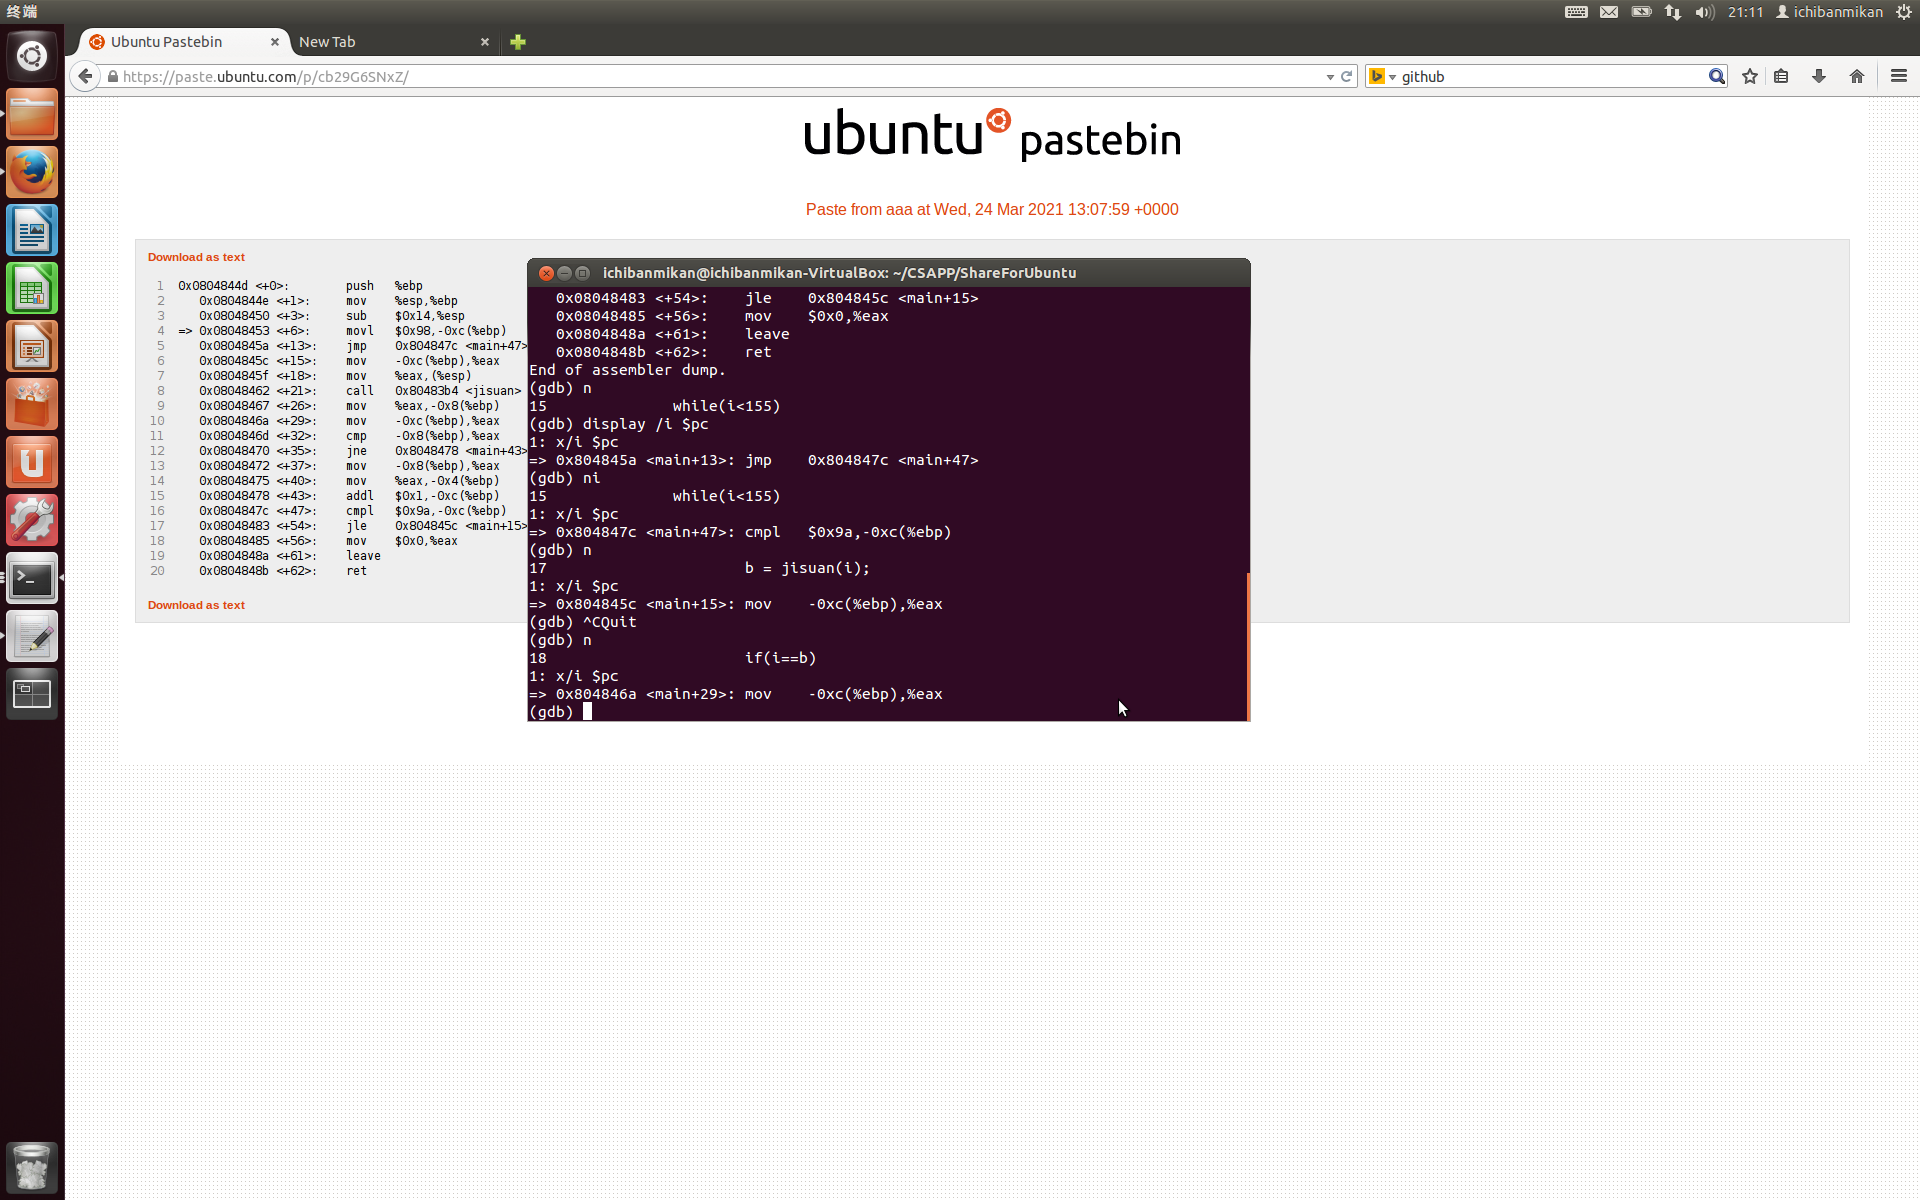 终端
21:11
ichibanmikan
Ubuntu Pastebin
New Tab
https://paste.ubuntu.com/p/cb29G6SNxZ/
github
ubuntu pastebin
Paste from aaa at Wed, 24 Mar 2021 13:07:59 +0000
Download as text
1 0x0804844d <+0>: push %ebp
2 0x0804844e <+1>: mov %esp,%ebp
3 0x08048450 <+3>: sub $0x14,%esp
4 => 0x08048453 <+6>: movl $0x98,-0xc(%ebp)
5 0x0804845a <+13>: jmp 0x804847c <main+47>
6 0x0804845c <+15>: mov -0xc(%ebp),%eax
7 0x0804845f <+18>: mov %eax,(%esp)
8 0x08048462 <+21>: call 0x80483b4 <jisuan>
9 0x08048467 <+26>: mov %eax,-0x8(%ebp)
10 0x0804846a <+29>: mov -0xc(%ebp),%eax
11 0x0804846d <+32>: cmp -0x8(%ebp),%eax
12 0x08048470 <+35>: jne 0x8048478 <main+43>
13 0x08048472 <+37>: mov -0x8(%ebp),%eax
14 0x08048475 <+40>: mov %eax,-0x4(%ebp)
15 0x08048478 <+43>: addl $0x1,-0xc(%ebp)
16 0x0804847c <+47>: cmpl $0x9a,-0xc(%ebp)
17 0x08048483 <+54>: jle 0x804845c <main+15>
18 0x08048485 <+56>: mov $0x0,%eax
19 0x0804848a <+61>: leave
20 0x0804848b <+62>: ret
Download as text
ichibanmikan@ichibanmikan-VirtualBox: ~/CSAPP/ShareForUbuntu
0x08048483 <+54>: jle 0x804845c <main+15>
0x08048485 <+56>: mov $0x0,%eax
0x0804848a <+61>: leave
0x0804848b <+62>: ret
End of assembler dump.
(gdb) n
15 while(i<155)
(gdb) display /i $pc
1: x/i $pc
=> 0x804845a <main+13>: jmp 0x804847c <main+47>
(gdb) ni
15 while(i<155)
1: x/i $pc
=> 0x804847c <main+47>: cmpl $0x9a,-0xc(%ebp)
(gdb) n
17 b = jisuan(i);
1: x/i $pc
=> 0x804845c <main+15>: mov -0xc(%ebp),%eax
(gdb) ^CQuit
(gdb) n
18 if(i==b)
1: x/i $pc
=> 0x804846a <main+29>: mov -0xc(%ebp),%eax
(gdb)